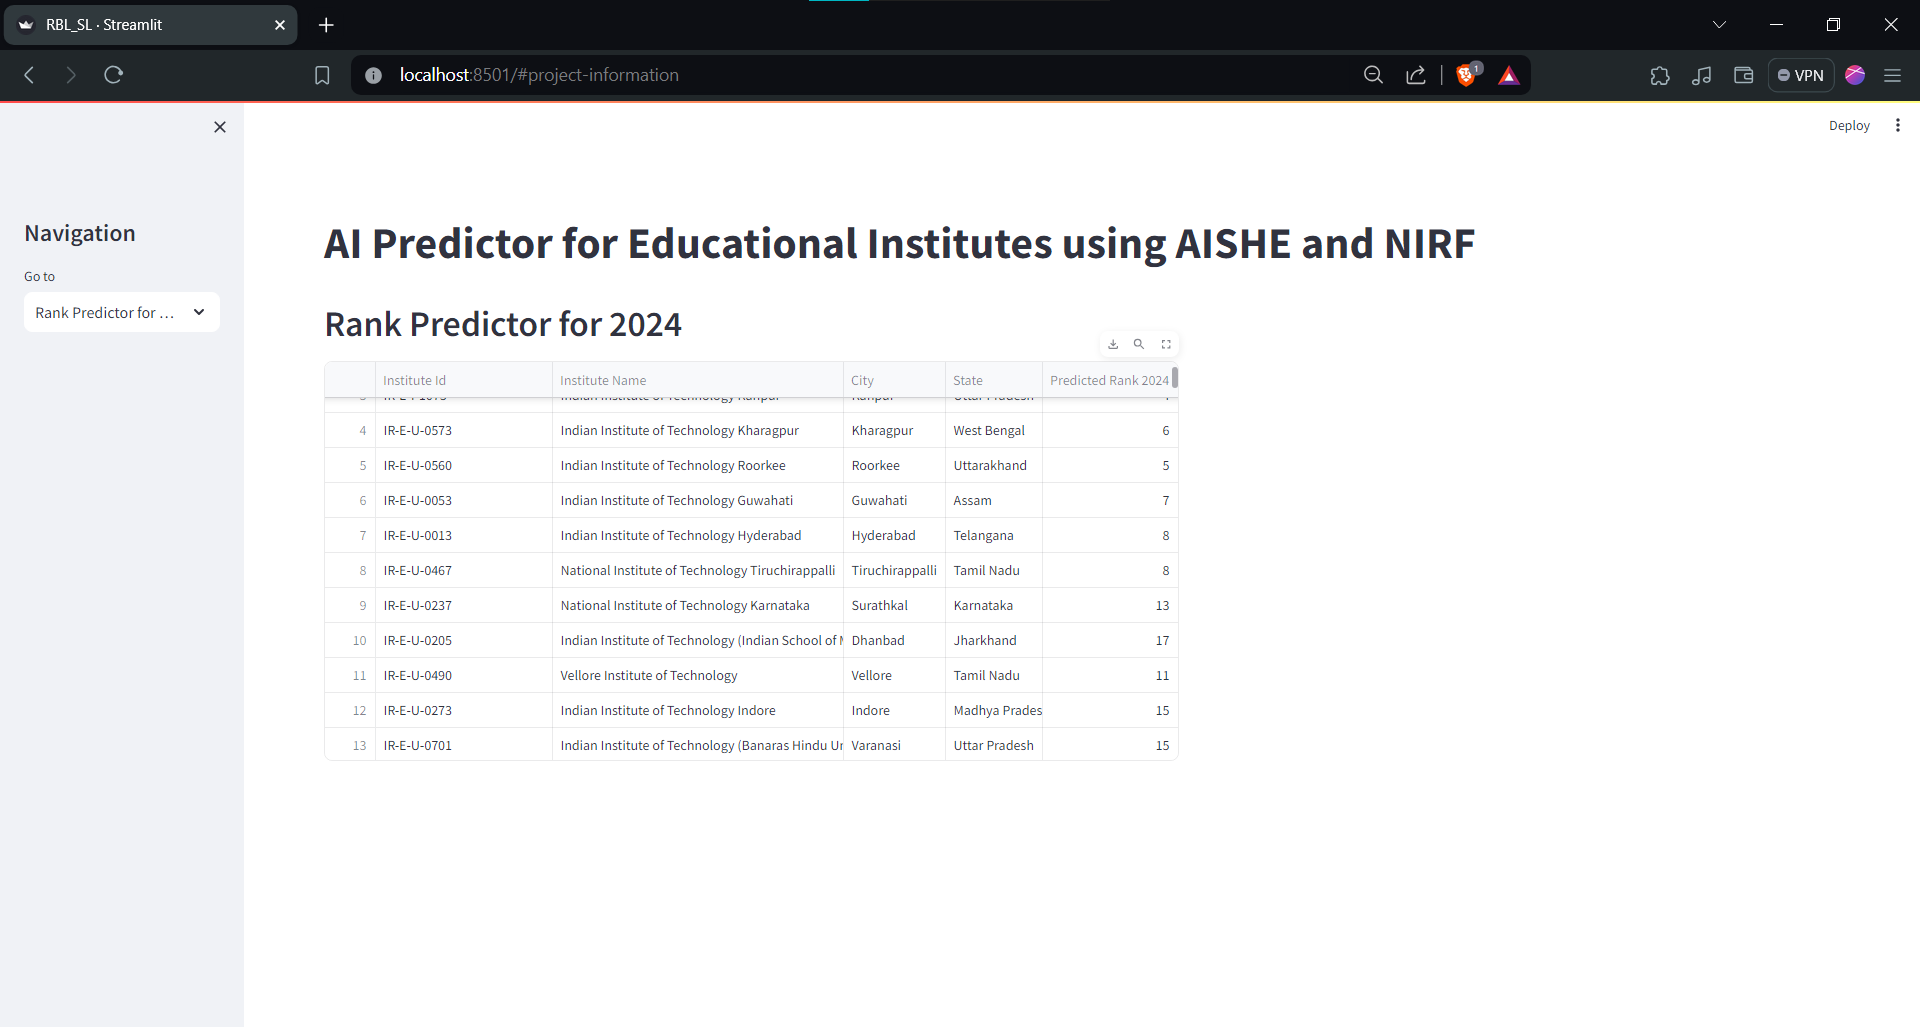 RBL_SL · Streamlit
localhost:8501/#project-information
1
VPN
Deploy
Navigation
Go to
Rank Predictor for ...
AI Predictor for Educational Institutes using AISHE and NIRF
Rank Predictor for 2024
Institute Id Institute Name City State Predicted Rank 2024
4 IR-E-U-0573 Indian Institute of Technology Kharagpur Kharagpur West Bengal 6
5 IR-E-U-0560 Indian Institute of Technology Roorkee Roorkee Uttarakhand 5
6 IR-E-U-0053 Indian Institute of Technology Guwahati Guwahati Assam 7
7 IR-E-U-0013 Indian Institute of Technology Hyderabad Hyderabad Telangana 8
8 IR-E-U-0467 National Institute of Technology Tiruchirappalli Tiruchirappalli Tamil Nadu 8
9 IR-E-U-0237 National Institute of Technology Karnataka Surathkal Karnataka 13
10 IR-E-U-0205 Indian Institute of Technology (Indian School of Dhanbad Jharkhand 17
11 IR-E-U-0490 Vellore Institute of Technology Vellore Tamil Nadu 11
12 IR-E-U-0273 Indian Institute of Technology Indore Indore Madhya Prades 15
13 IR-E-U-0701 Indian Institute of Technology (Banaras Hindu Varanasi Uttar Pradesh 15